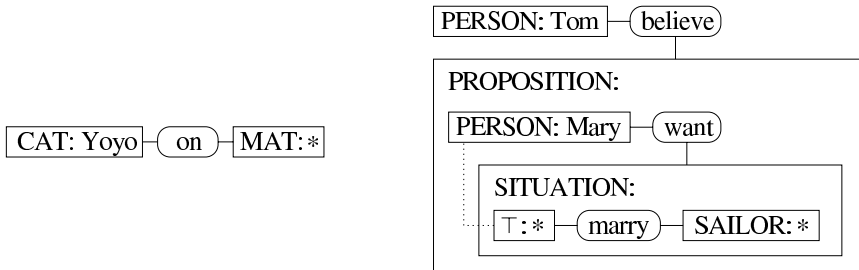 PERSON: Tom believe
PROPOSITION:
PERSON: Mary want
CAT: Yoyo on MAT: *
SITUATION:
⊤: * marry SAILOR: *